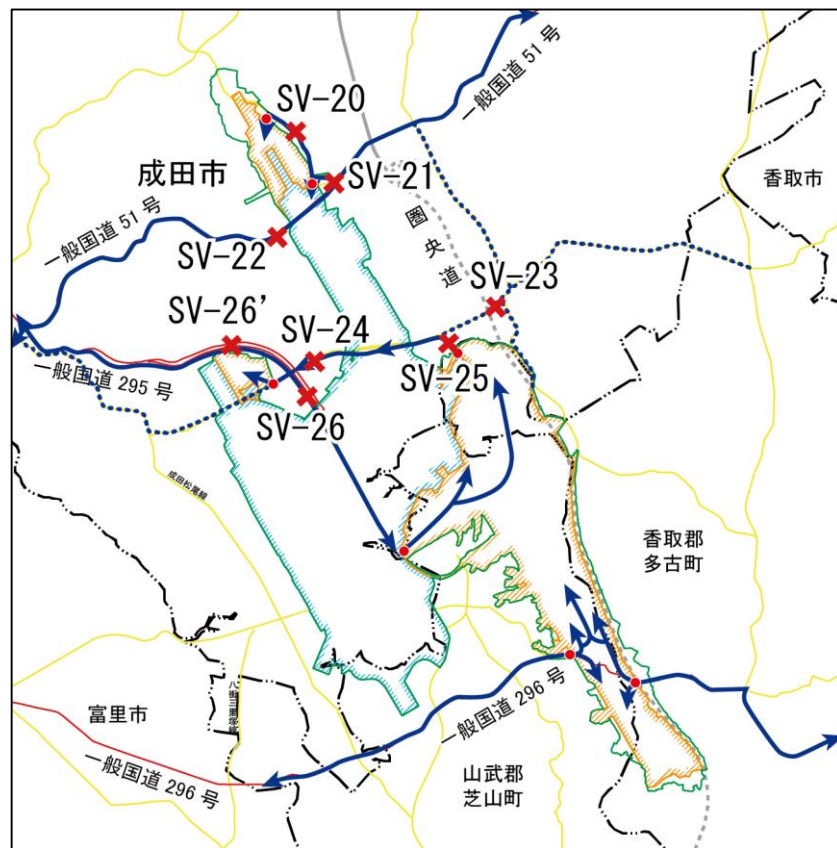 一般国道 51 号
SV-20
成田市
SV-21
香取市
一般国道 51 号
圏央道
SV-22
SV-23
SV-26’
SV-24
一般国道 295 号
SV-25
SV-26
成田松尾線
香取郡
多古町
富里市
一般国道 296 号
一般国道 296 号
山武郡
芝山町